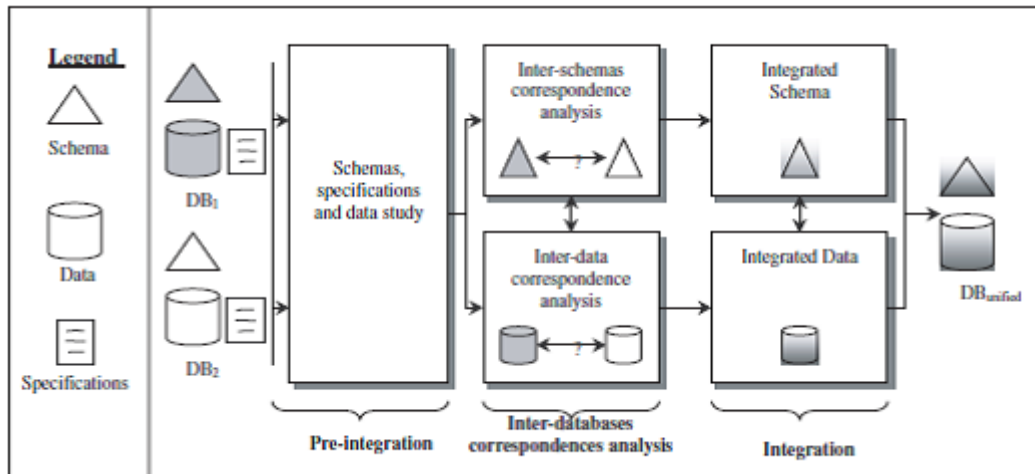 Legend
Schema
Data
Specifications
DB1
DB2
Schemas,
specifications
and data study
Pre-integration
Inter-schemas
correspondence
analysis
?
Inter-data
correspondence
analysis
?
Inter-databases
correspondences analysis
Integrated
Schema
Integrated Data
Integration
DBunified